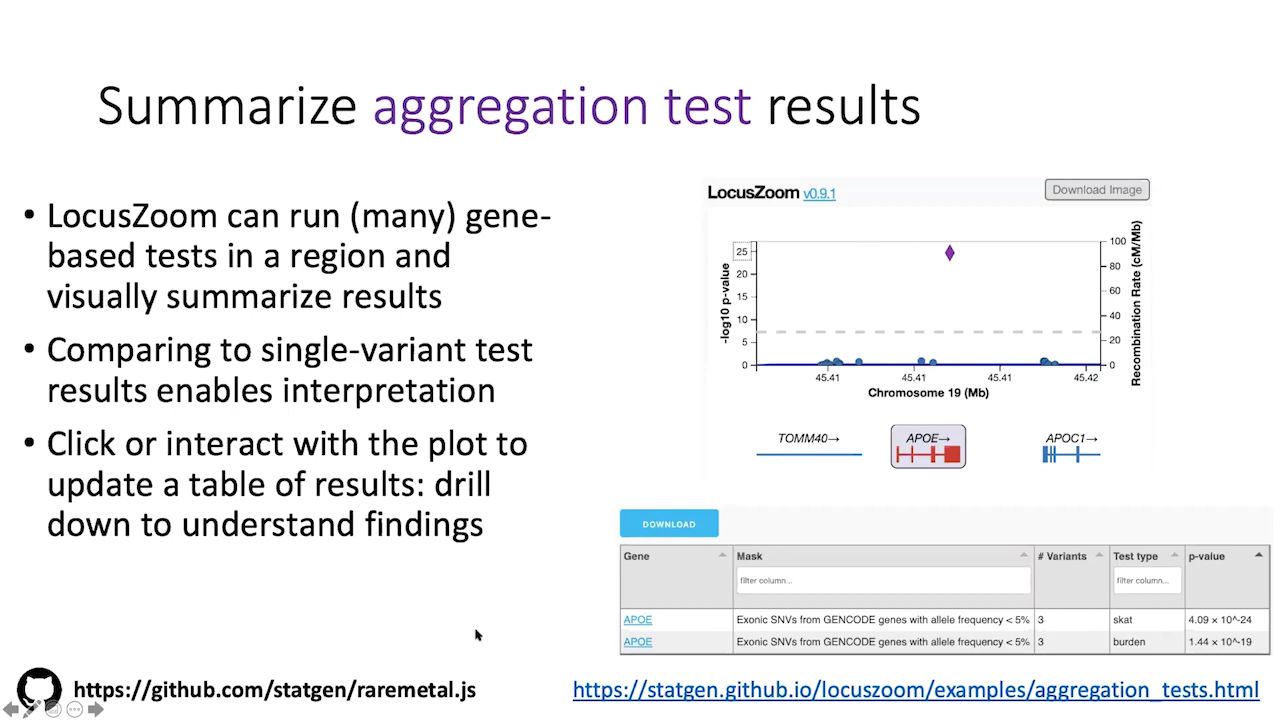 Summarize aggregation test results
• LocusZoom can run (many) gene-
based tests in a region and
visually summarize results
• Comparing to single-variant test
results enables interpretation
• Click or interact with the plot to
update a table of results: drill
down to understand findings
LocusZoom v0.9.1
Download Image
-log10 p-value
25
20
15
10
5
0
100
80
60
40
20
0
Recombination Rate (cM/Mb)
45.41
45.41
45.41
45.42
Chromosome 19 (Mb)
TOMM40→
APOE→
APOC1→
DOWNLOAD
Gene Mask # Variants Test type p-value
filter column... filter column...
APOE Exonic SNVs from GENCODE genes with allele frequency < 5% 3 skat 4.09 × 10^-24
APOE Exonic SNVs from GENCODE genes with allele frequency < 5% 3 burden 1.44 × 10^-19
https://github.com/statgen/raremetal.js
https://statgen.github.io/locuszoom/examples/aggregation_tests.html